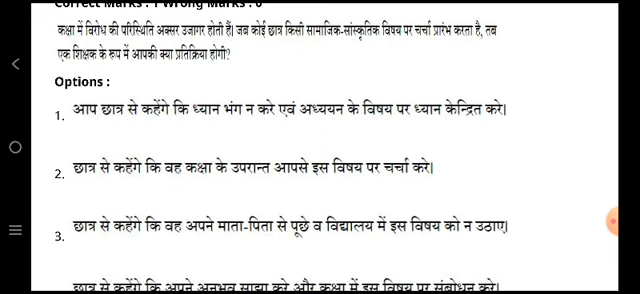 Correct Marks : 1 Wrong Marks : 0
कक्षा में विरोध की परिस्थिति अक्सर उजागर होती हैं। जब कोई छात्र किसी सामाजिक-सांस्कृतिक विषय पर चर्चा प्रारंभ करता है, तब
एक शिक्षक के रूप में आपकी क्या प्रतिक्रिया होगी?
Options :
1. आप छात्र से कहेंगे कि ध्यान भंग न करे एवं अध्ययन के विषय पर ध्यान केन्द्रित करे।
2. छात्र से कहेंगे कि वह कक्षा के उपरान्त आपसे इस विषय पर चर्चा करे।
3. छात्र से कहेंगे कि वह अपने माता-पिता से पूछे व विद्यालय में इस विषय को न उठाए।
छात्र से कहेंगे कि अपने अनुभव साझा करे और कक्षा में इस विषय पर संबोधन करे।